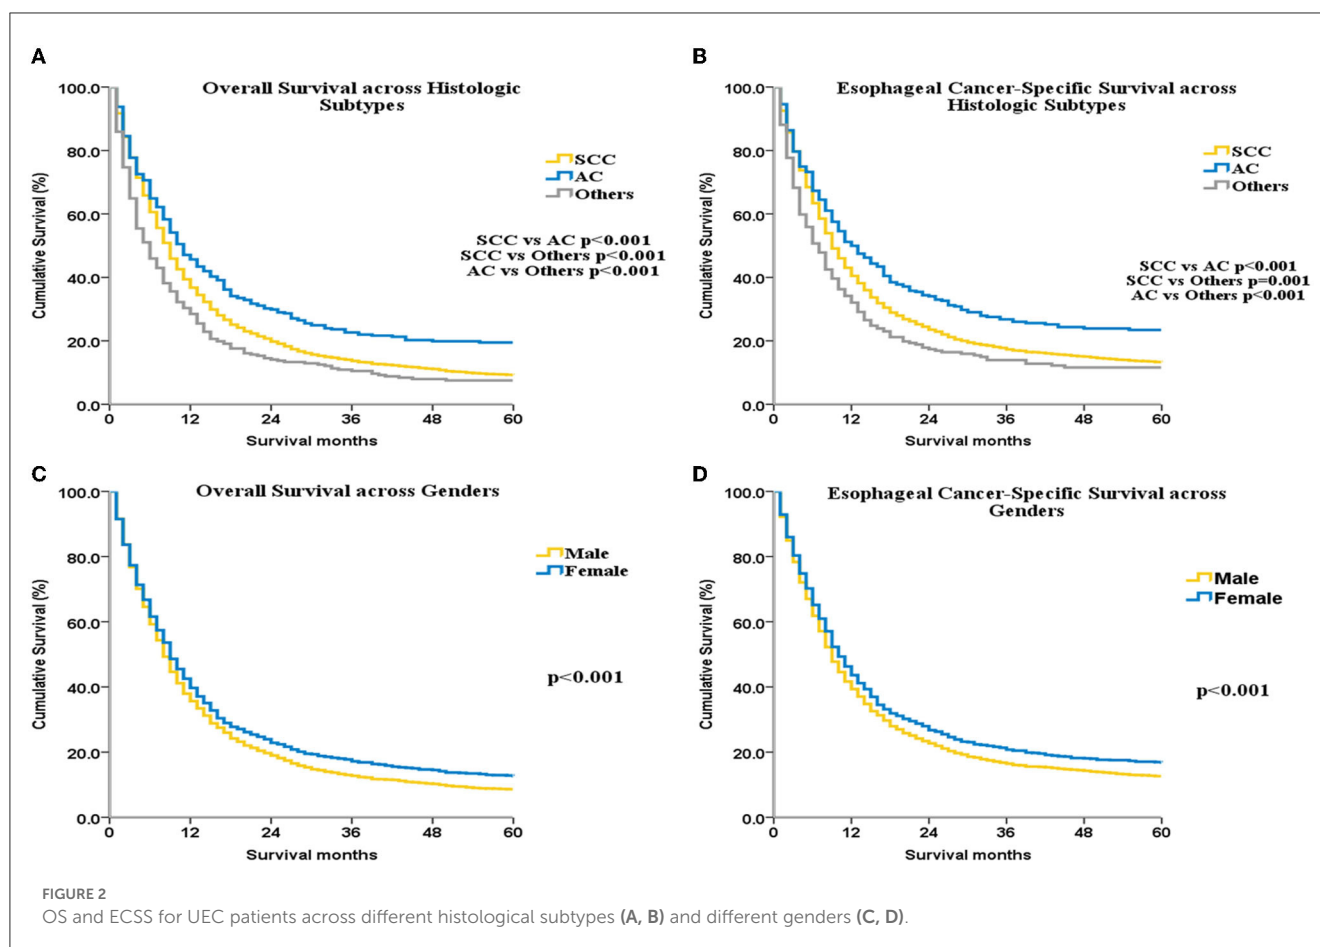 A
Overall Survival across Histologic
Subtypes
100.0
80.0
60.0
40.0
20.0
0.0
Cumulative Survival (%)
SCC
AC
Others
SCC vs AC p<0.001
SCC vs Others p<0.001
AC vs Others p<0.001
0 12 24 36 48 60
Survival months
B
Esophageal Cancer-Specific Survival across
Histologic Subtypes
100.0
80.0
60.0
40.0
20.0
0.0
Cumulative Survival (%)
SCC
AC
Others
SCC vs AC p<0.001
SCC vs Others p=0.001
AC vs Others p<0.001
0 12 24 36 48 60
Survival months
C
Overall Survival across Genders
100.0
80.0
60.0
40.0
20.0
0.0
Cumulative Survival (%)
Male
Female
p<0.001
0 12 24 36 48 60
Survival months
D
Esophageal Cancer-Specific Survival across
Genders
100.0
80.0
60.0
40.0
20.0
0.0
Cumulative Survival (%)
Male
Female
p<0.001
0 12 24 36 48 60
Survival months
FIGURE 2
OS and ECSS for UEC patients across different histological subtypes (A, B) and different genders (C, D).